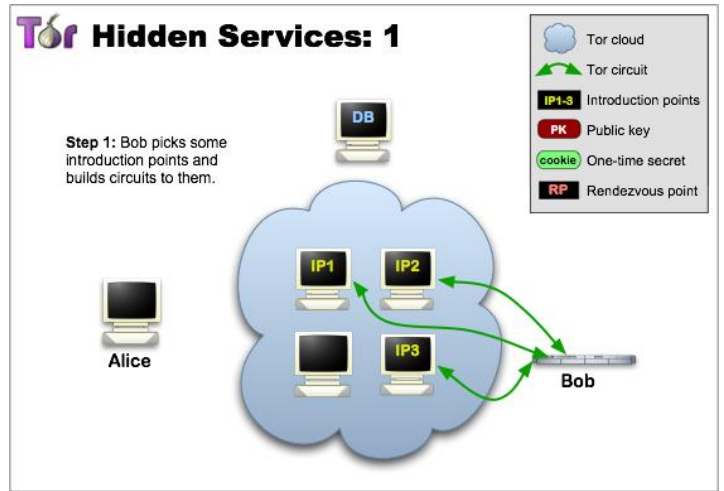 Tor Hidden Services: 1
Tor cloud
Tor circuit
IP1-3 Introduction points
PK Public key
cookie One-time secret
RP Rendezvous point
DB
Step 1: Bob picks some
introduction points and
builds circuits to them.
IP1
IP2
IP3
Alice
Bob